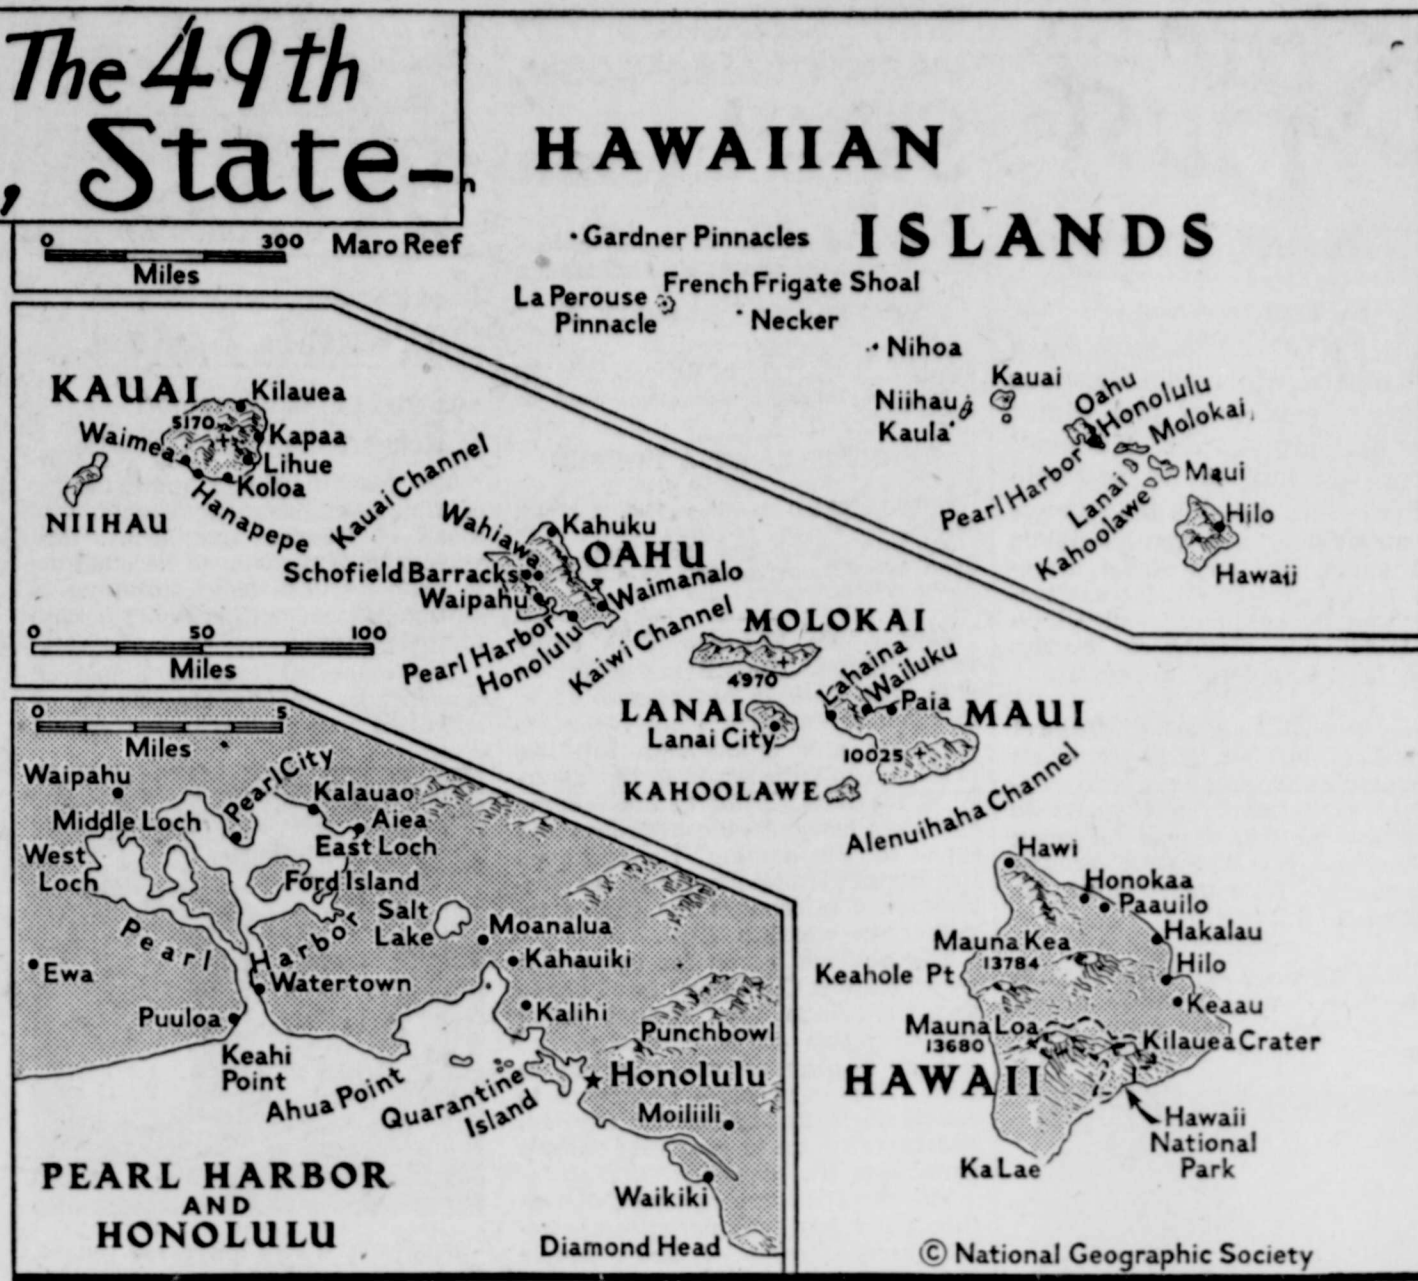 The 49th
, State-
HAWAIIAN
ISLANDS
0 300
Miles
Maro Reef
Gardner Pinnacles
French Frigate Shoal
La Perouse
Pinnacle
Necker
Nihoa
Kauai
Niihau
Kaula
Oahu
Honolulu
Molokai
Pearl Harbor
Lanai
Kahoolawe
Maui
Hilo
Hawaii
KAUAI
Kilauea
5170
Waimea
Kapaa
Lihue
Koloa
Hanapepe
NIIHAU
Kauai Channel
Wahiawa
Kahuku
OAHU
Schofield Barracks
Waipahu
Waimanalo
Pearl Harbor
Honolulu
Kaiwi Channel
0 50 100
Miles
MOLOKAI
4970
Lahaina
Wailuku
Paia
MAUI
LANAI
Lanai City
10025
KAHOOLAWE
Alenuihaha Channel
Hawi
Honokaa
Paauilo
Hakalau
Mauna Kea
13784
Hilo
Keahole Pt
Keaau
Mauna Loa
13680
Kilauea Crater
HAWAII
Hawaii
National
Park
Ka Lae
© National Geographic Society
0 5
Miles
Waipahu
Pearl City
Kalauao
Middle Loch
Aiea
East Loch
West
Loch
Ford Island
Salt
Lake
Moanalua
Pearl Harbor
Kahauiki
Ewa
Watertown
Puuloa
Kalihi
Punchbowl
Keahi
Point
Ahua Point
Quarantine
Island
Honolulu
Moiliili
Waikiki
Diamond Head
PEARL HARBOR
AND
HONOLULU